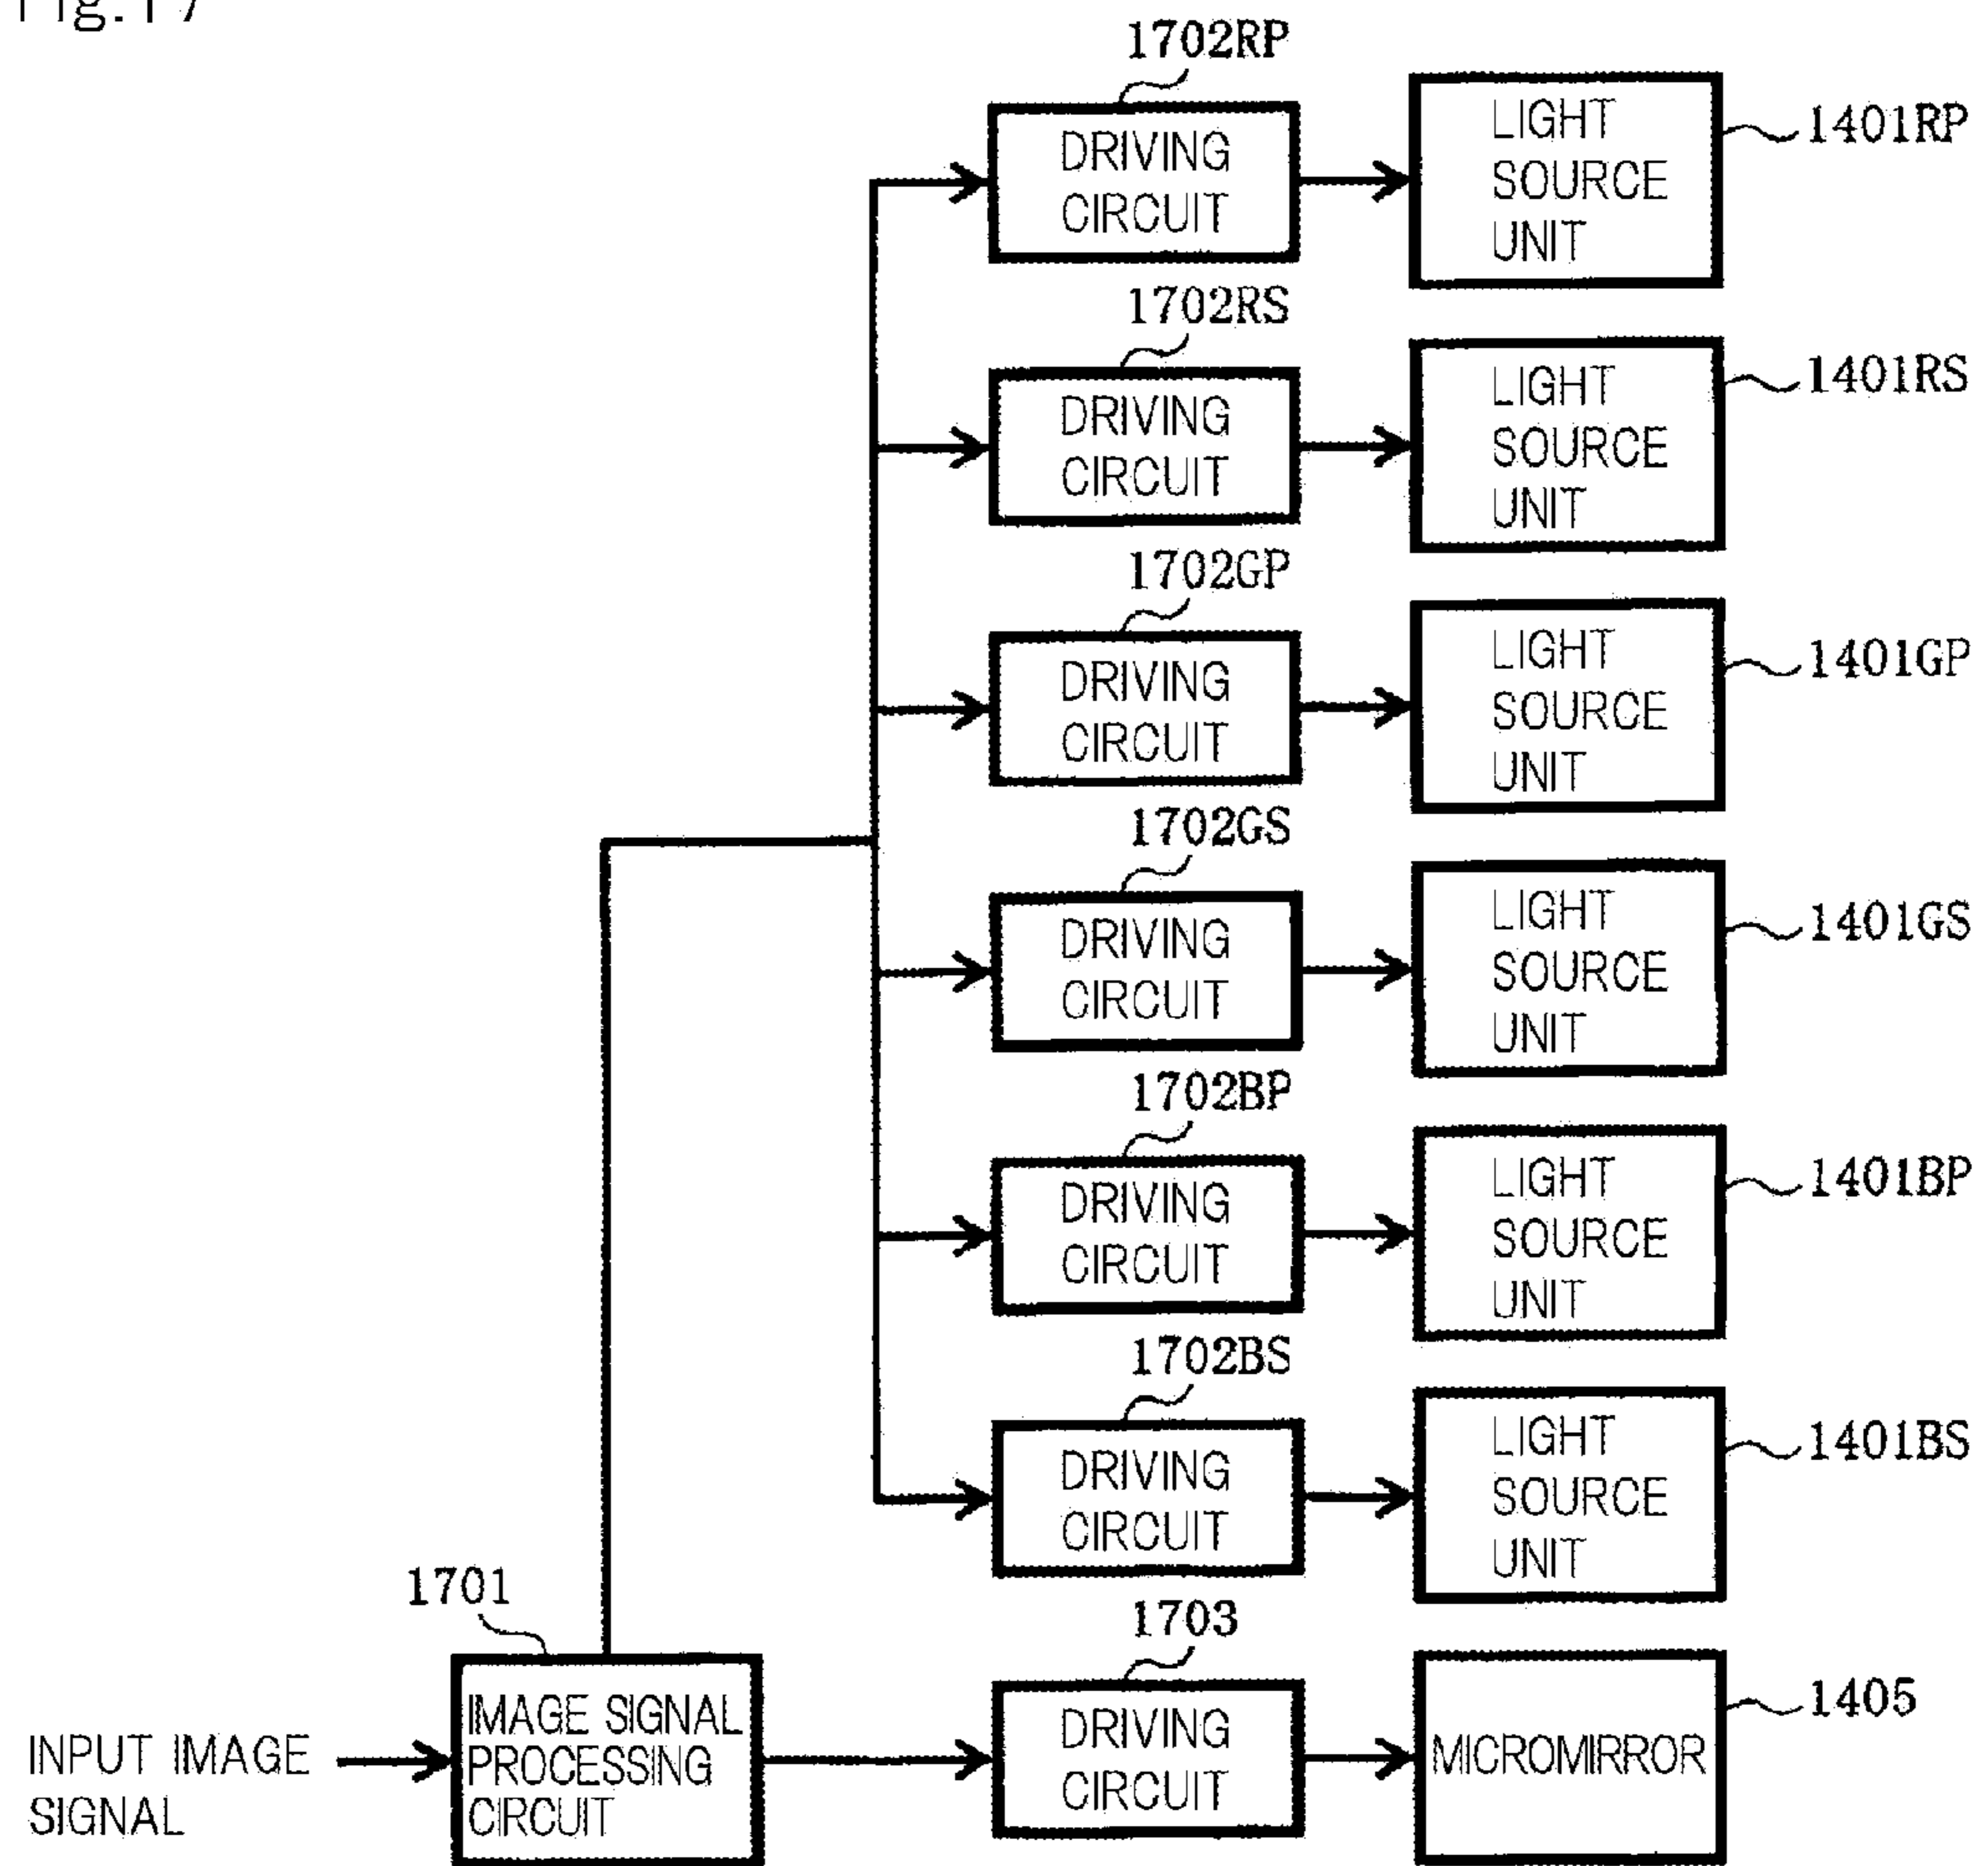 Fig.17
1702RP
DRIVING
CIRCUIT
LIGHT
SOURCE
UNIT
1401RP
1702RS
DRIVING
CIRCUIT
LIGHT
SOURCE
UNIT
1401RS
1702GP
DRIVING
CIRCUIT
LIGHT
SOURCE
UNIT
1401GP
1702GS
DRIVING
CIRCUIT
LIGHT
SOURCE
UNIT
1401GS
1702BP
DRIVING
CIRCUIT
LIGHT
SOURCE
UNIT
1401BP
1702BS
DRIVING
CIRCUIT
LIGHT
SOURCE
UNIT
1401BS
INPUT IMAGE
SIGNAL
1701
IMAGE SIGNAL
PROCESSING
CIRCUIT
1703
DRIVING
CIRCUIT
MICROMIRROR
1405